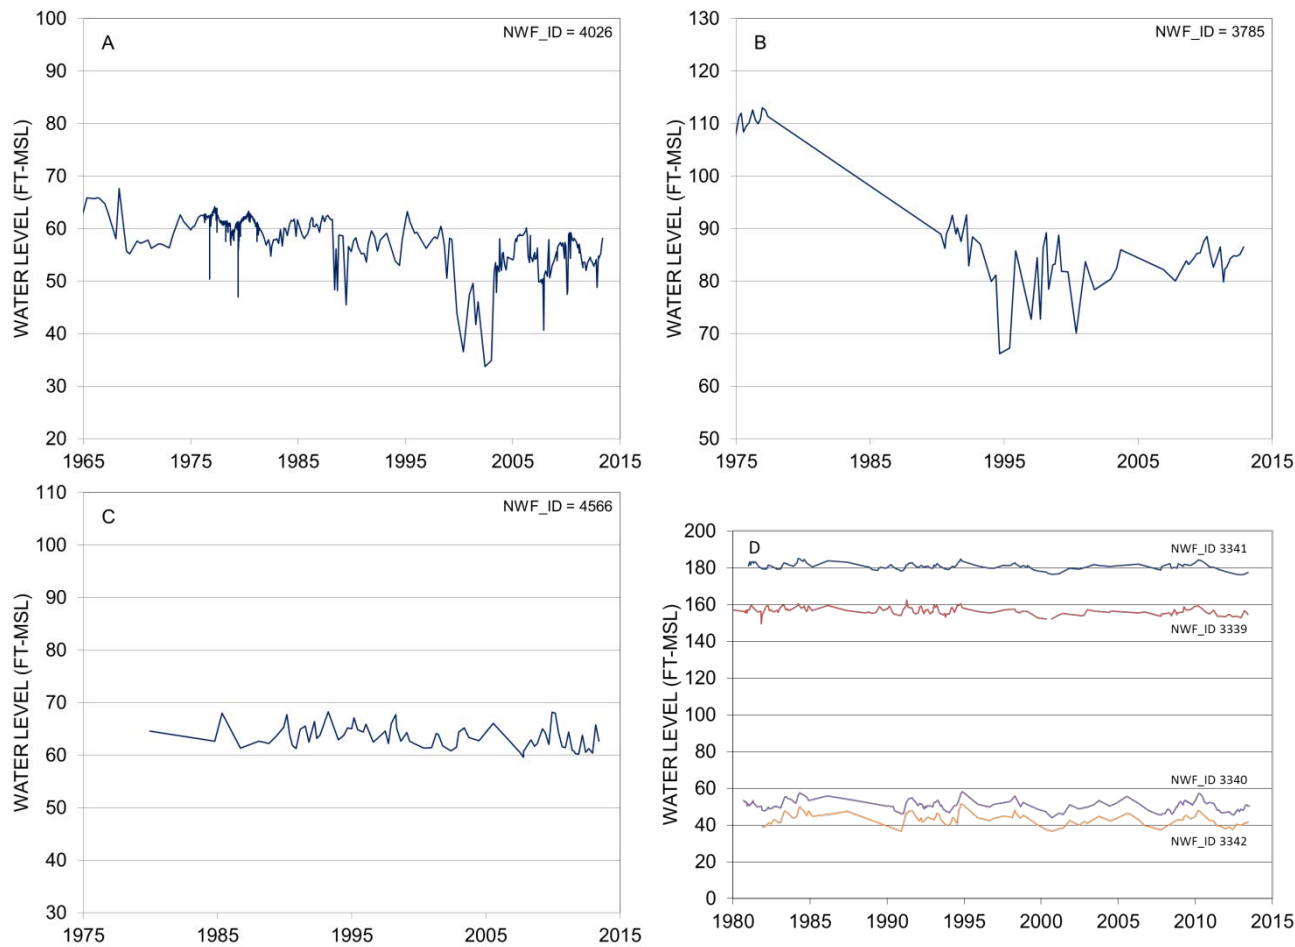 A
NWF_ID = 4026
WATER LEVEL (FT-MSL)
100
90
80
70
60
50
40
30
20
1965 1975 1985 1995 2005 2015
B
NWF_ID = 3785
WATER LEVEL (FT-MSL)
130
120
110
100
90
80
70
60
50
1975 1985 1995 2005 2015
C
NWF_ID = 4566
WATER LEVEL (FT-MSL)
110
100
90
80
70
60
50
40
30
1975 1985 1995 2005 2015
D
WATER LEVEL (FT-MSL)
200
180
160
140
120
100
80
60
40
20
0
NWF_ID 3341
NWF_ID 3339
NWF_ID 3340
NWF_ID 3342
1980 1985 1990 1995 2000 2005 2010 2015